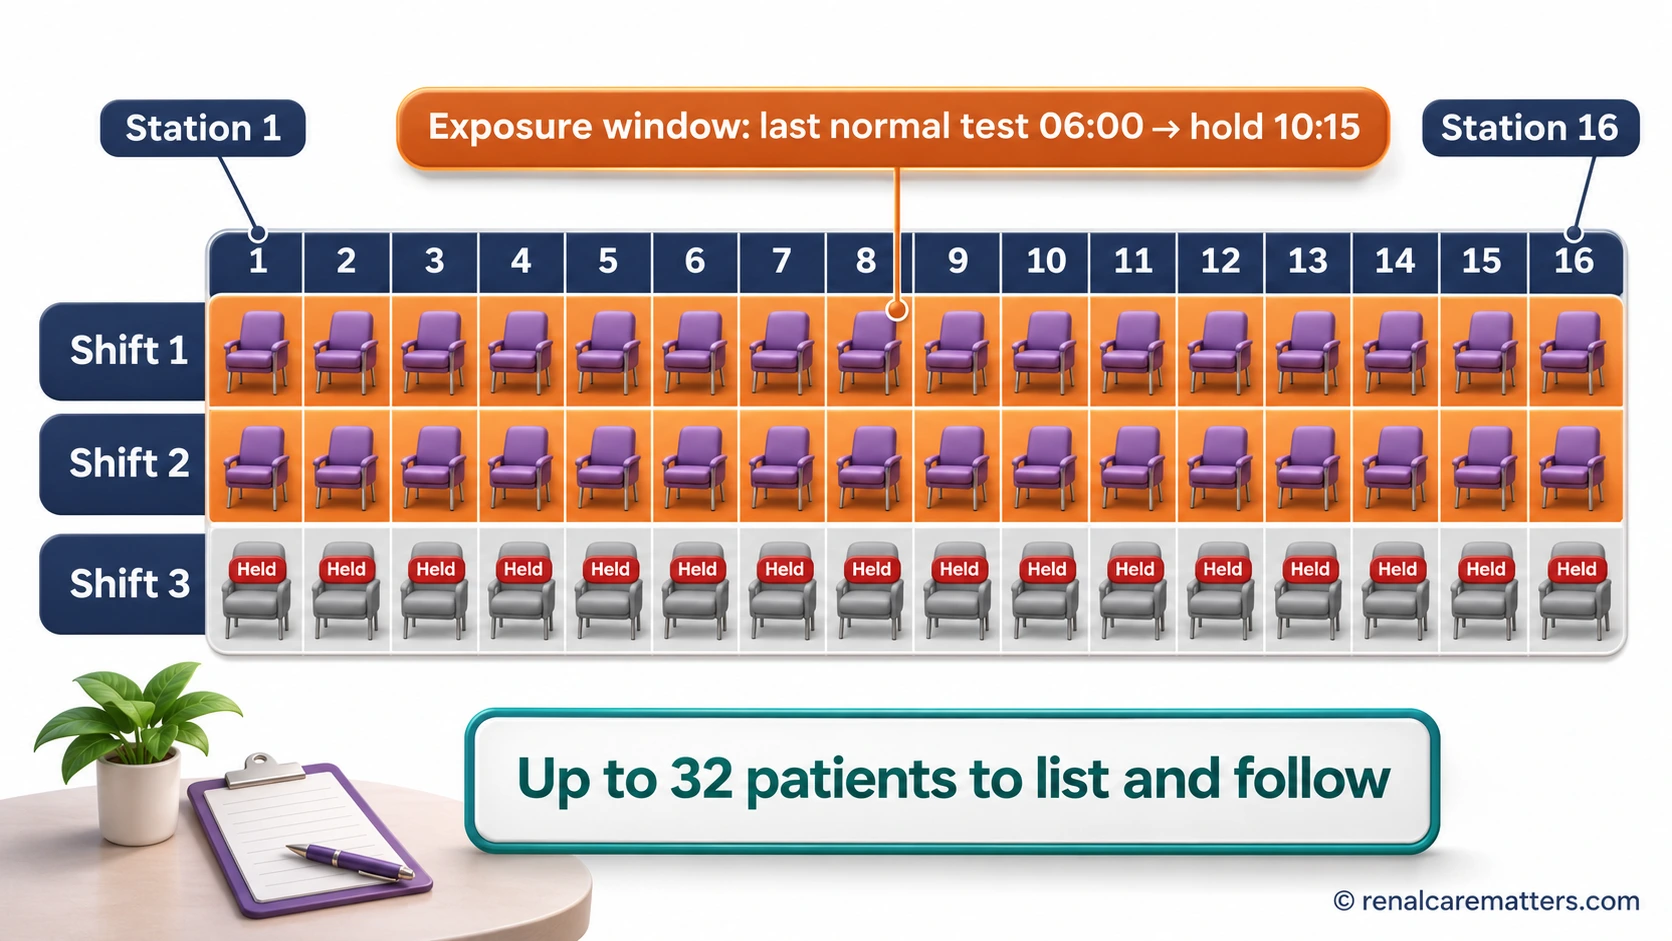 Station 1
Exposure window: last normal test 06:00 → hold 10:15
Station 16
1 2 3 4 5 6 7 8 9 10 11 12 13 14 15 16
Shift 1
Shift 2
Shift 3
Held Held Held Held Held Held Held Held Held Held Held Held Held Held Held Held
Up to 32 patients to list and follow
© renalcarematters.com